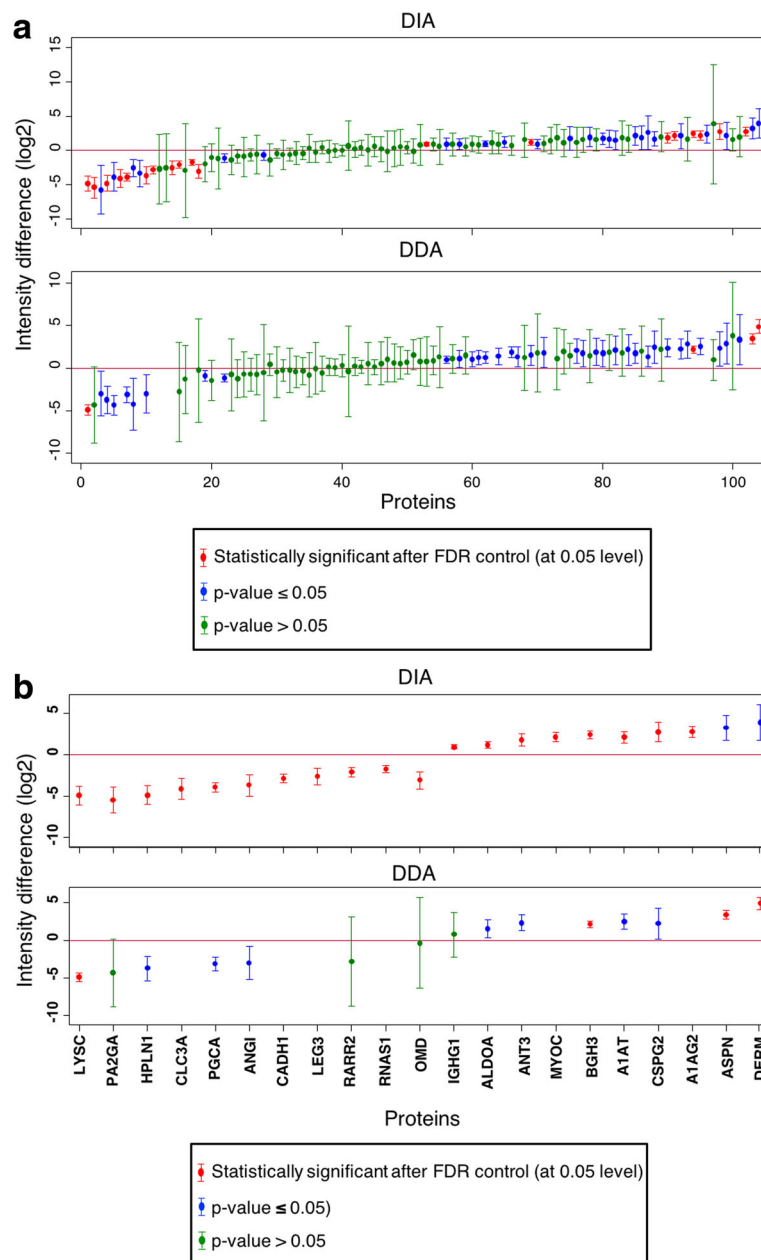 a
DIA
15
10
5
0
-5
-10
DDA
10
5
0
-5
-10
Intensity difference (log2)
0 20 40 60 80 100
Proteins
Statistically significant after FDR control (at 0.05 level)
p-value ≤ 0.05
p-value > 0.05
b
DIA
5
0
-5
-10
DDA
5
0
-5
-10
Intensity difference (log2)
LYSC PA2GA HPLN1 CLC3A PGCA ANGI CADH1 LEG3 RARR2 RNAS1 OMD IGHG1 ALDOA ANT3 MYOC BGH3 A1AT CSPG2 A1AG2 ASPN DERM
Proteins
Statistically significant after FDR control (at 0.05 level)
p-value ≤ 0.05)
p-value > 0.05